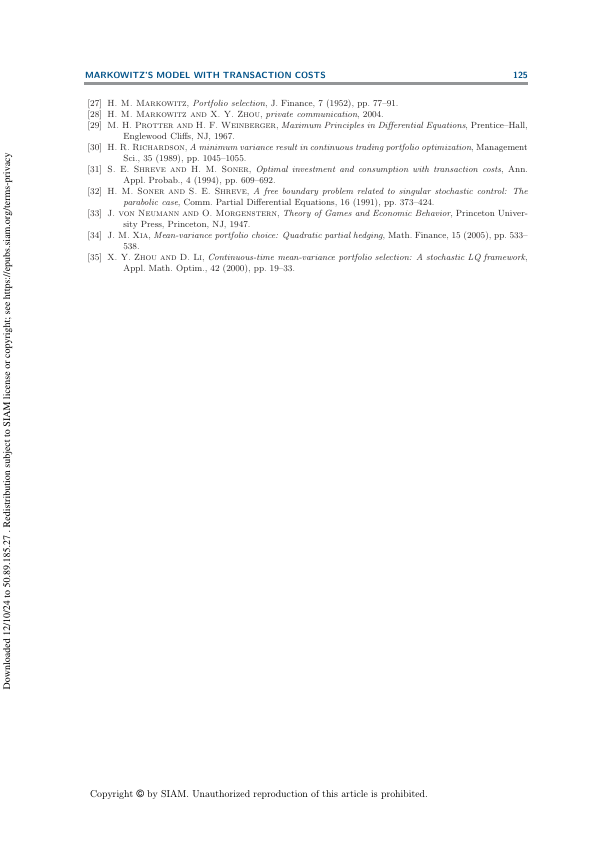 MARKOWITZ'S MODEL WITH TRANSACTION COSTS 125
[27] H. M. Markowitz, Portfolio selection, J. Finance, 7 (1952), pp. 77–91.
[28] H. M. Markowitz and X. Y. Zhou, private communication, 2004.
[29] M. H. Protter and H. F. Weinberger, Maximum Principles in Differential Equations, Prentice–Hall,
Englewood Cliffs, NJ, 1967.
[30] H. R. Richardson, A minimum variance result in continuous trading portfolio optimization, Management
Sci., 35 (1989), pp. 1045–1055.
[31] S. E. Shreve and H. M. Soner, Optimal investment and consumption with transaction costs, Ann.
Appl. Probab., 4 (1994), pp. 609–692.
[32] H. M. Soner and S. E. Shreve, A free boundary problem related to singular stochastic control: The
parabolic case, Comm. Partial Differential Equations, 16 (1991), pp. 373–424.
[33] J. von Neumann and O. Morgenstern, Theory of Games and Economic Behavior, Princeton Univer-
sity Press, Princeton, NJ, 1947.
[34] J. M. Xia, Mean-variance portfolio choice: Quadratic partial hedging, Math. Finance, 15 (2005), pp. 533–
538.
[35] X. Y. Zhou and D. Li, Continuous-time mean-variance portfolio selection: A stochastic LQ framework,
Appl. Math. Optim., 42 (2000), pp. 19–33.
Downloaded 12/10/24 to 50.89.185.27 . Redistribution subject to SIAM license or copyright; see https://epubs.siam.org/terms-privacy
Copyright © by SIAM. Unauthorized reproduction of this article is prohibited.